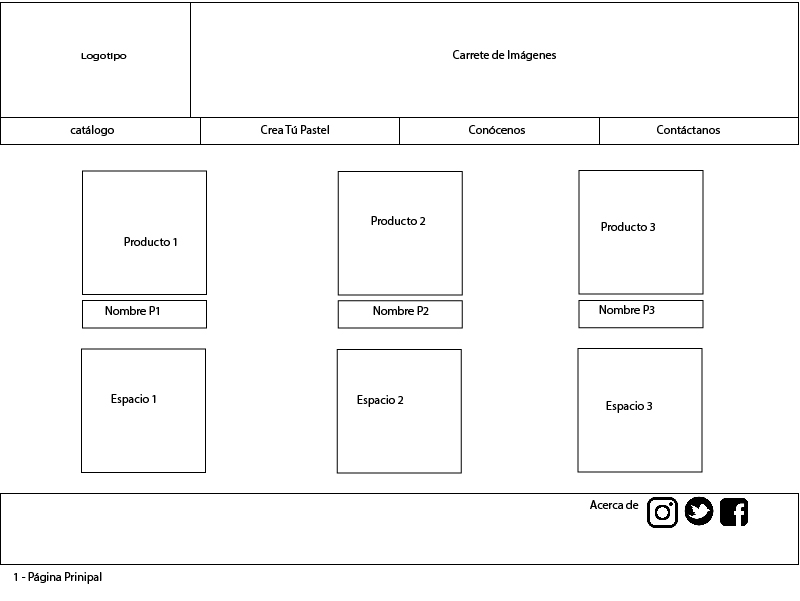 Logotipo
Carrete de Imágenes
catálogo
Crea Tú Pastel
Conócenos
Contáctanos
Producto 1
Producto 2
Producto 3
Nombre P1
Nombre P2
Nombre P3
Espacio 1
Espacio 2
Espacio 3
Acerca de
1 - Página Prinipal